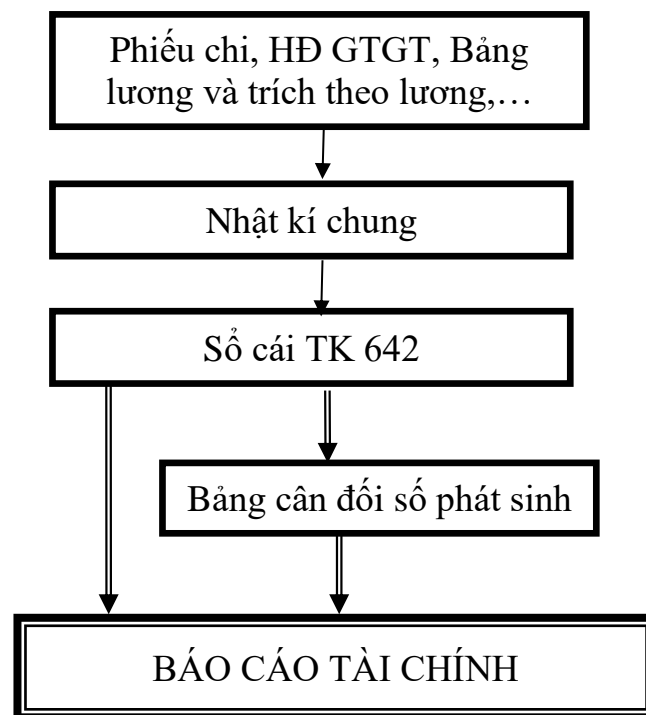 Phiếu chi, HĐ GTGT, Bảng
lương và trích theo lương,…
Nhật kí chung
Sổ cái TK 642
Bảng cân đối số phát sinh
BÁO CÁO TÀI CHÍNH